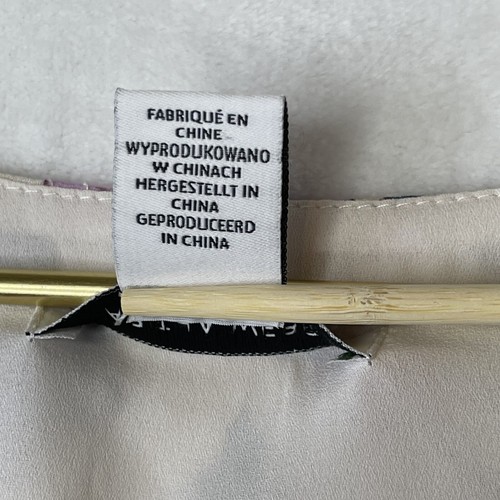 FABRIQUÉ EN
CHINE
WYPRODUKOWANO
W CHINACH
HERGESTELLT IN
CHINA
GEPRODUCEERD
IN CHINA